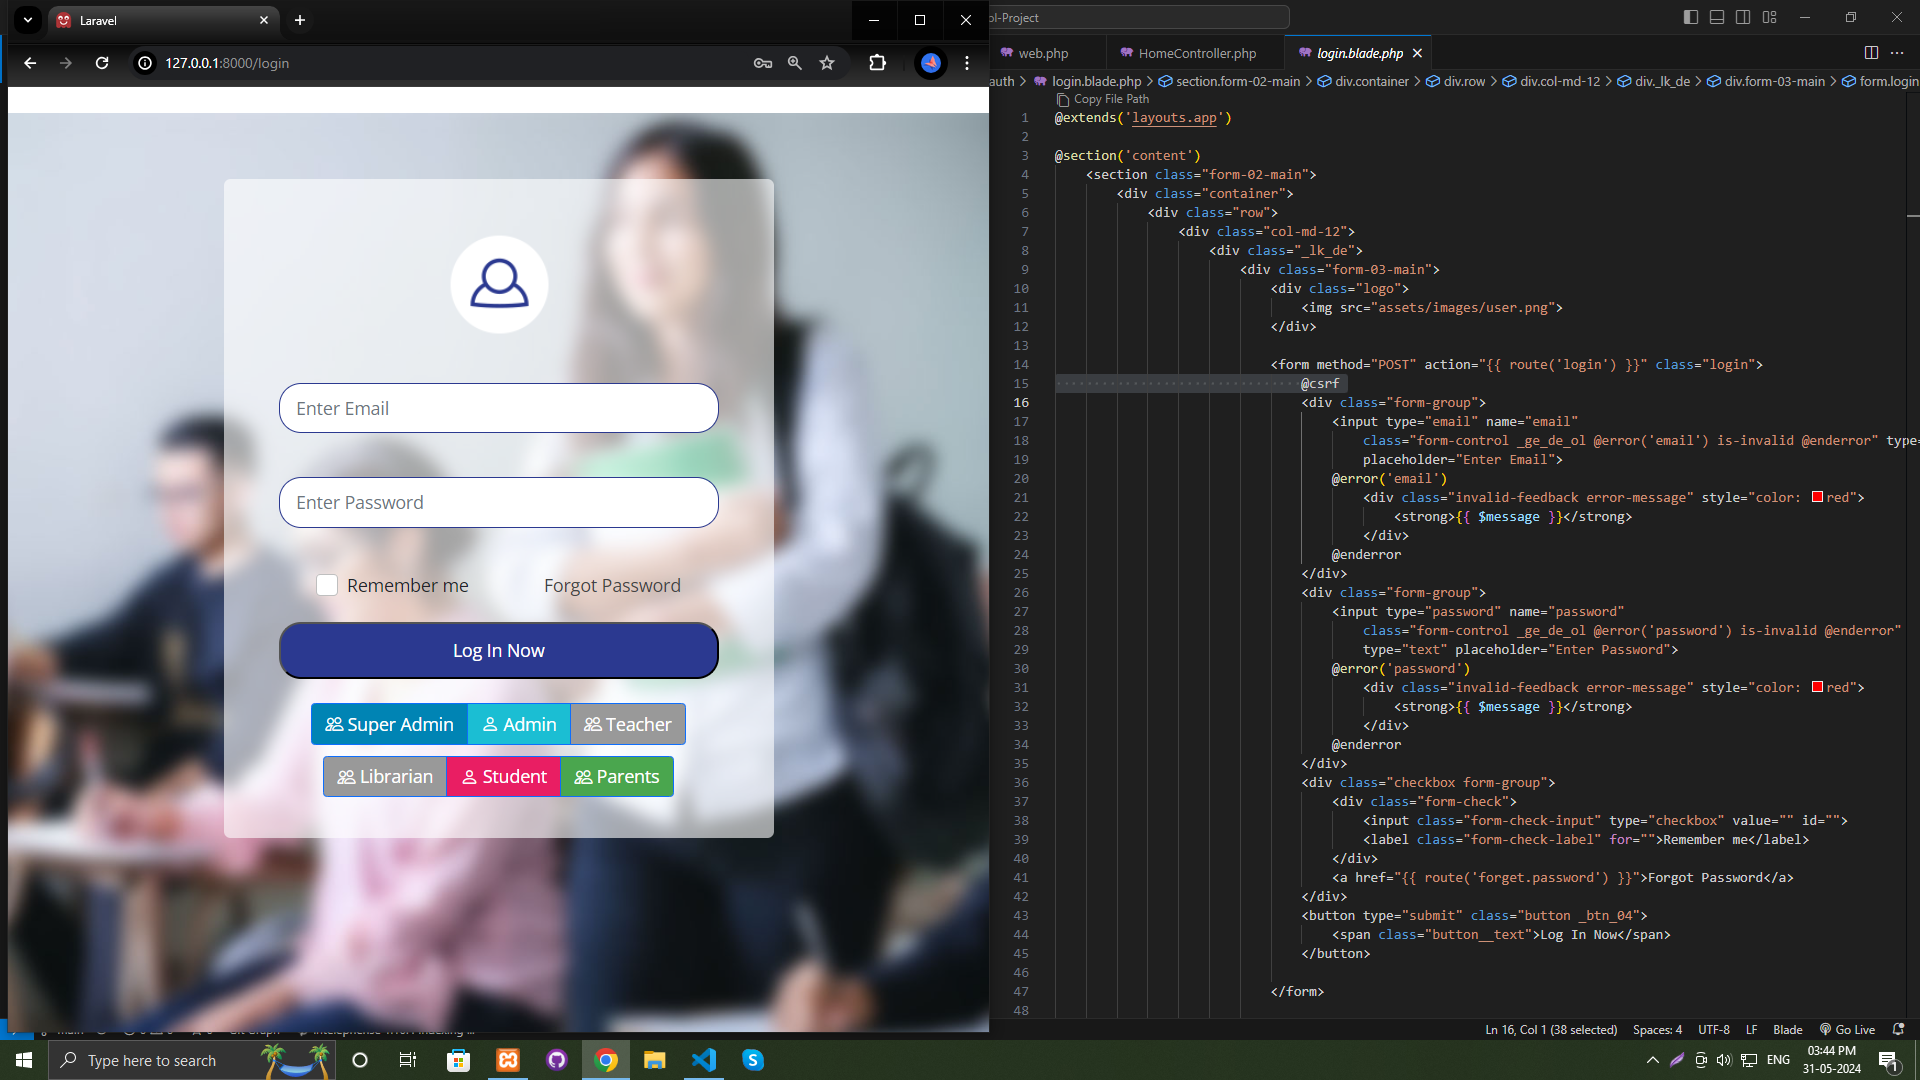 Laravel
127.0.0.1:8000/login
Enter Email
Enter Password
Remember me
Forgot Password
Log In Now
Super Admin
Admin
Teacher
Librarian
Student
Parents
ol-Project
web.php
HomeController.php
login.blade.php
auth > login.blade.php > section.form-02-main > div.container > div.row > div.col-md-12 > div._lk_de > div.form-03-main > form.login
Copy File Path
1 @extends('layouts.app')
2
3 @section('content')
4 <section class="form-02-main">
5 <div class="container">
6 <div class="row">
7 <div class="col-md-12">
8 <div class="_lk_de">
9 <div class="form-03-main">
10 <div class="logo">
11 <img src="assets/images/user.png">
12 </div>
13
14 <form method="POST" action="{{ route('login') }}" class="login">
15 @csrf
16 <div class="form-group">
17 <input type="email" name="email"
18 class="form-control _ge_de_ol @error('email') is-invalid @enderror" type=
19 placeholder="Enter Email">
20 @error('email')
21 <div class="invalid-feedback error-message" style="color: red">
22 <strong>{{ $message }}</strong>
23 </div>
24 @enderror
25 </div>
26 <div class="form-group">
27 <input type="password" name="password"
28 class="form-control _ge_de_ol @error('password') is-invalid @enderror"
29 type="text" placeholder="Enter Password">
30 @error('password')
31 <div class="invalid-feedback error-message" style="color: red">
32 <strong>{{ $message }}</strong>
33 </div>
34 @enderror
35 </div>
36 <div class="checkbox form-group">
37 <div class="form-check">
38 <input class="form-check-input" type="checkbox" value="" id="">
39 <label class="form-check-label" for="">Remember me</label>
40 </div>
41 <a href="{{ route('forget.password') }}">Forgot Password</a>
42 </div>
43 <button type="submit" class="button _btn_04">
44 <span class="button__text">Log In Now</span>
45 </button>
46
47 </form>
48
Ln 16, Col 1 (38 selected)
Spaces: 4
UTF-8
LF
Blade
Go Live
Type here to search
ENG
03:44 PM
31-05-2024
1